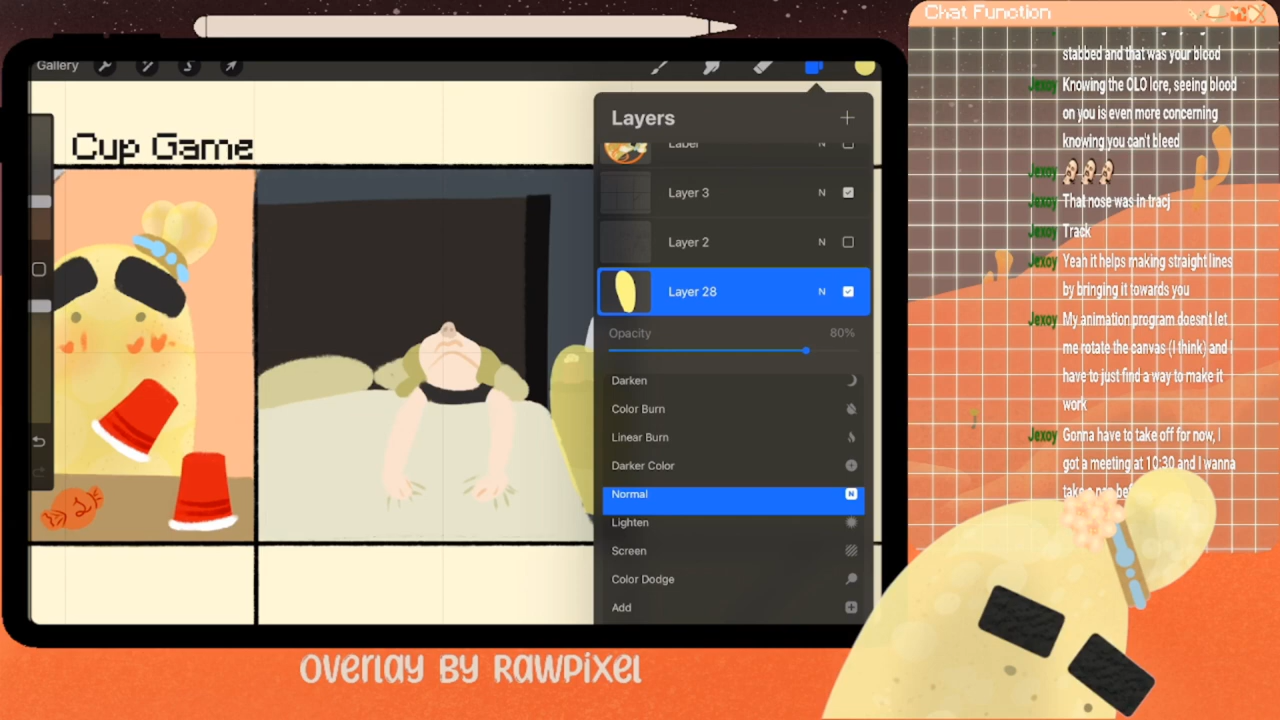 Chat Function
Gallery
stabbed and that was your blood
Jexoy Knowing the OLO lore, seeing blood
on you is even more concerning
knowing you can't bleed
Jexoy
Jexoy That nose was in tracj
Jexoy Track
Jexoy Yeah it helps making straight lines
by bringing it towards you
Jexoy My animation program doesn't let
me rotate the canvas (I think) and I
have to just find a way to make it
work
Jexoy Gonna have to take off for now, I
got a meeting at 10:30 and I wanna
take a nap
Cup Game
Layers
Label N
Layer 3 N
Layer 2 N
Layer 28 N
Opacity 80%
Darken
Color Burn
Linear Burn
Darker Color
Normal N
Lighten
Screen
Color Dodge
Add
OVERLAY BY RAWPIXEL